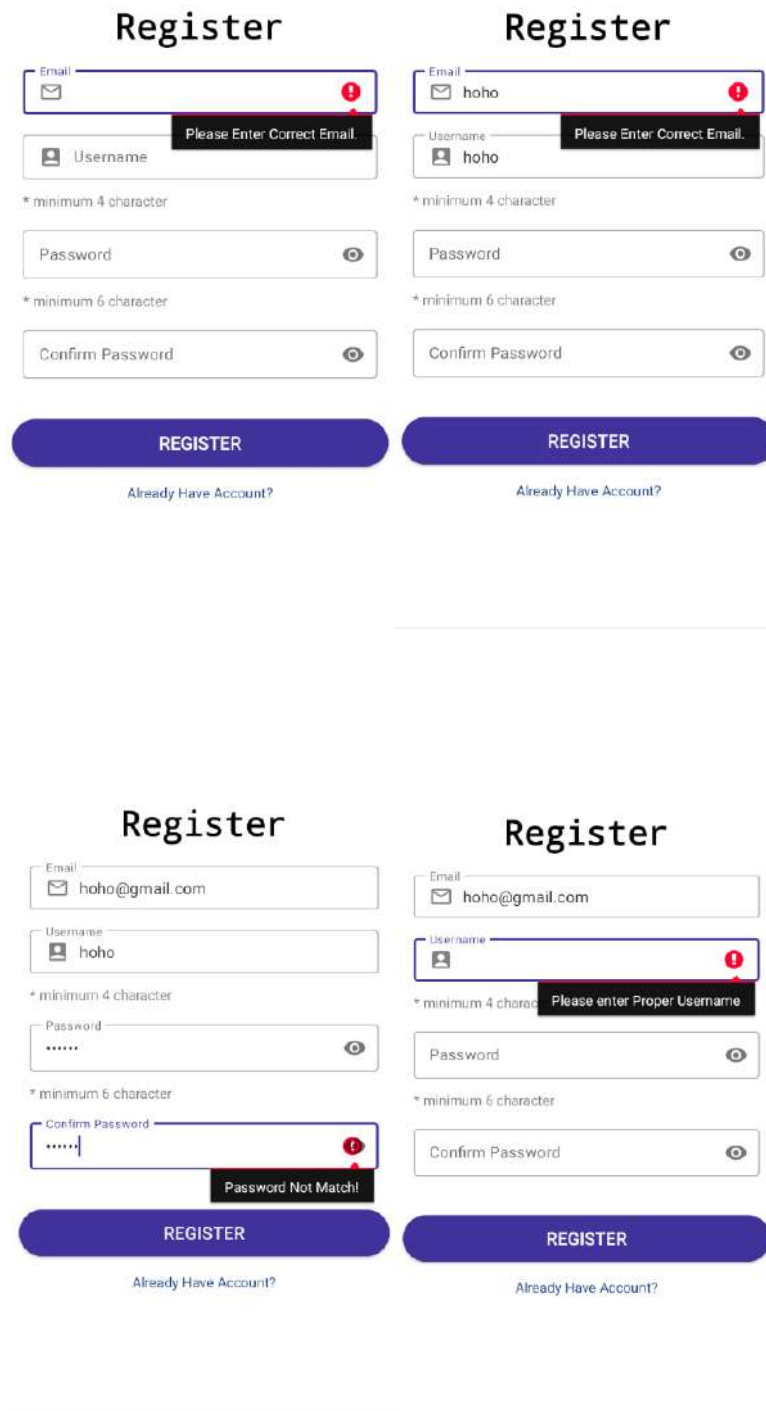 Register
Email
Please Enter Correct Email.
Username
* minimum 4 character
Password
* minimum 6 character
Confirm Password
REGISTER
Already Have Account?
Register
Email
hoho
Please Enter Correct Email.
Username
hoho
* minimum 4 character
Password
* minimum 6 character
Confirm Password
REGISTER
Already Have Account?
Register
Email
hoho@gmail.com
Username
hoho
* minimum 4 character
Password
••••••
* minimum 6 character
Confirm Password
••••••
Password Not Match!
REGISTER
Already Have Account?
Register
Email
hoho@gmail.com
Username
Please enter Proper Username
* minimum 4 charac
Password
* minimum 6 character
Confirm Password
REGISTER
Already Have Account?